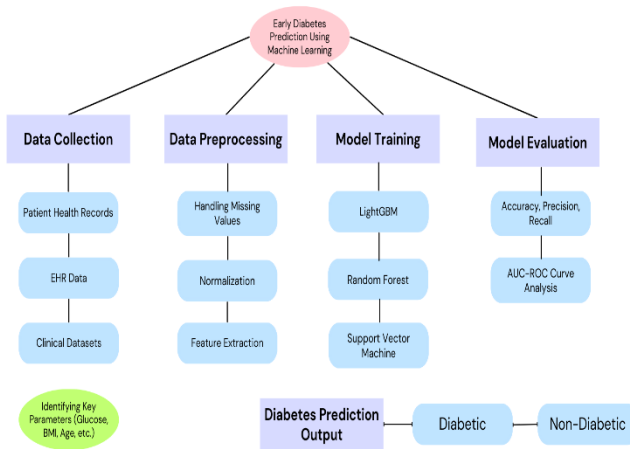 Early Diabetes
Prediction Using
Machine Learning
Data Collection
Data Preprocessing
Model Training
Model Evaluation
Patient Health Records
Handling Missing
Values
LightGBM
Accuracy, Precision,
Recall
EHR Data
Normalization
Random Forest
AUC-ROC Curve
Analysis
Clinical Datasets
Feature Extraction
Support Vector
Machine
Identifying Key
Parameters (Glucose,
BMI, Age, etc.)
Diabetes Prediction
Output
Diabetic
Non-Diabetic